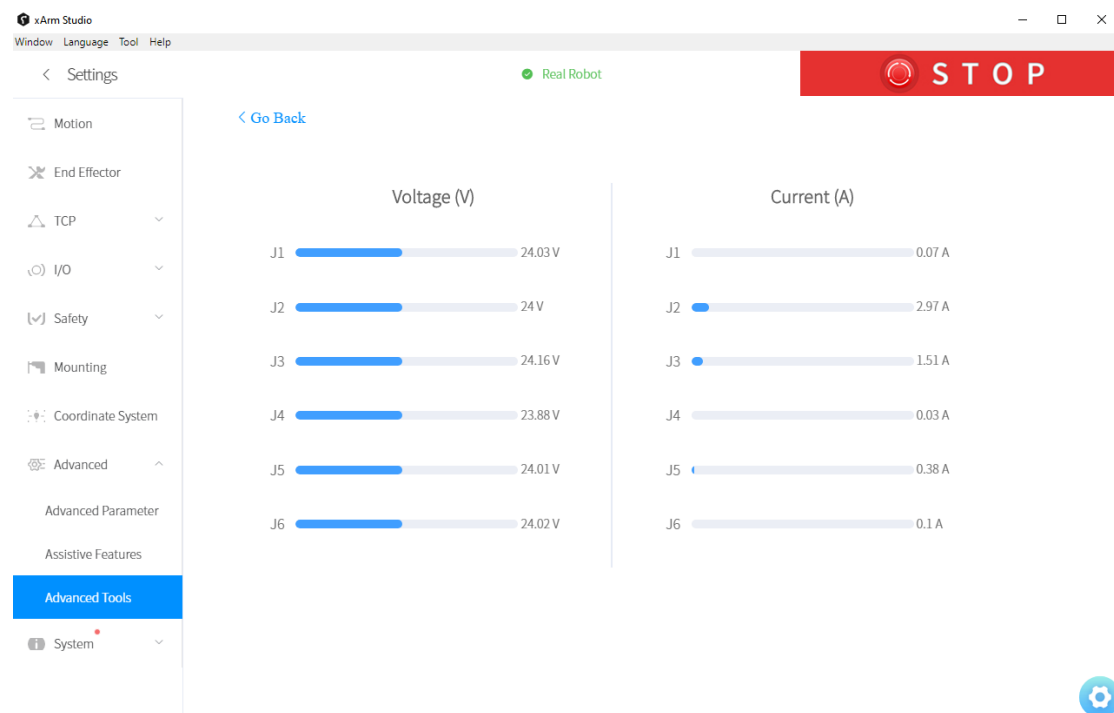 xArm Studio
Window Language Tool Help
Settings
Real Robot
STOP
Motion
End Effector
TCP
I/O
Safety
Mounting
Coordinate System
Advanced
Advanced Parameter
Assistive Features
Advanced Tools
System
Go Back
Voltage (V)
J1 24.03 V
J2 24 V
J3 24.16 V
J4 23.88 V
J5 24.01 V
J6 24.02 V
Current (A)
J1 0.07 A
J2 2.97 A
J3 1.51 A
J4 0.03 A
J5 0.38 A
J6 0.1 A